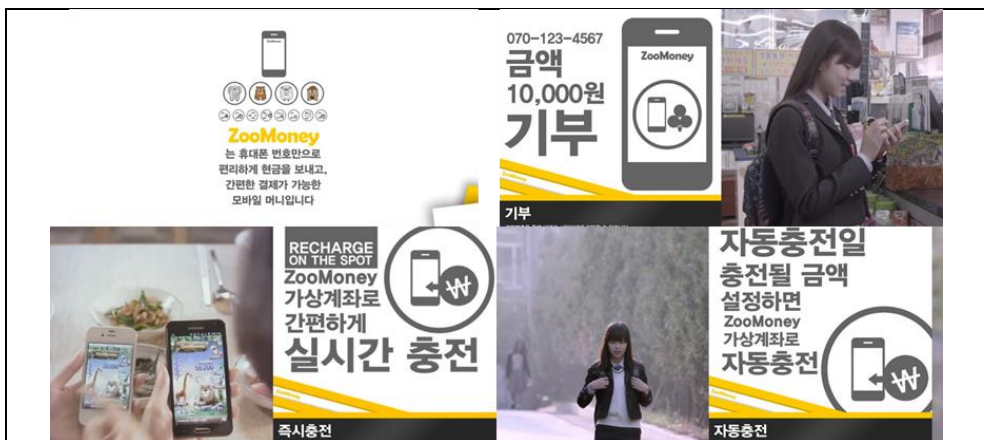 ZooMoney
는 휴대폰 번호만으로
편리하게 현금을 보내고,
간편한 결제가 가능한
모바일 머니입니다
070-123-4567
금액
10,000원
기부
ZooMoney
기부
RECHARGE
ON THE SPOT
ZooMoney
가상계좌로
간편하게
실시간 충전
ZooMoney
즉시충전
자동충전일
충전될 금액
설정하면
ZooMoney
가상계좌로
자동충전
ZooMoney
자동충전